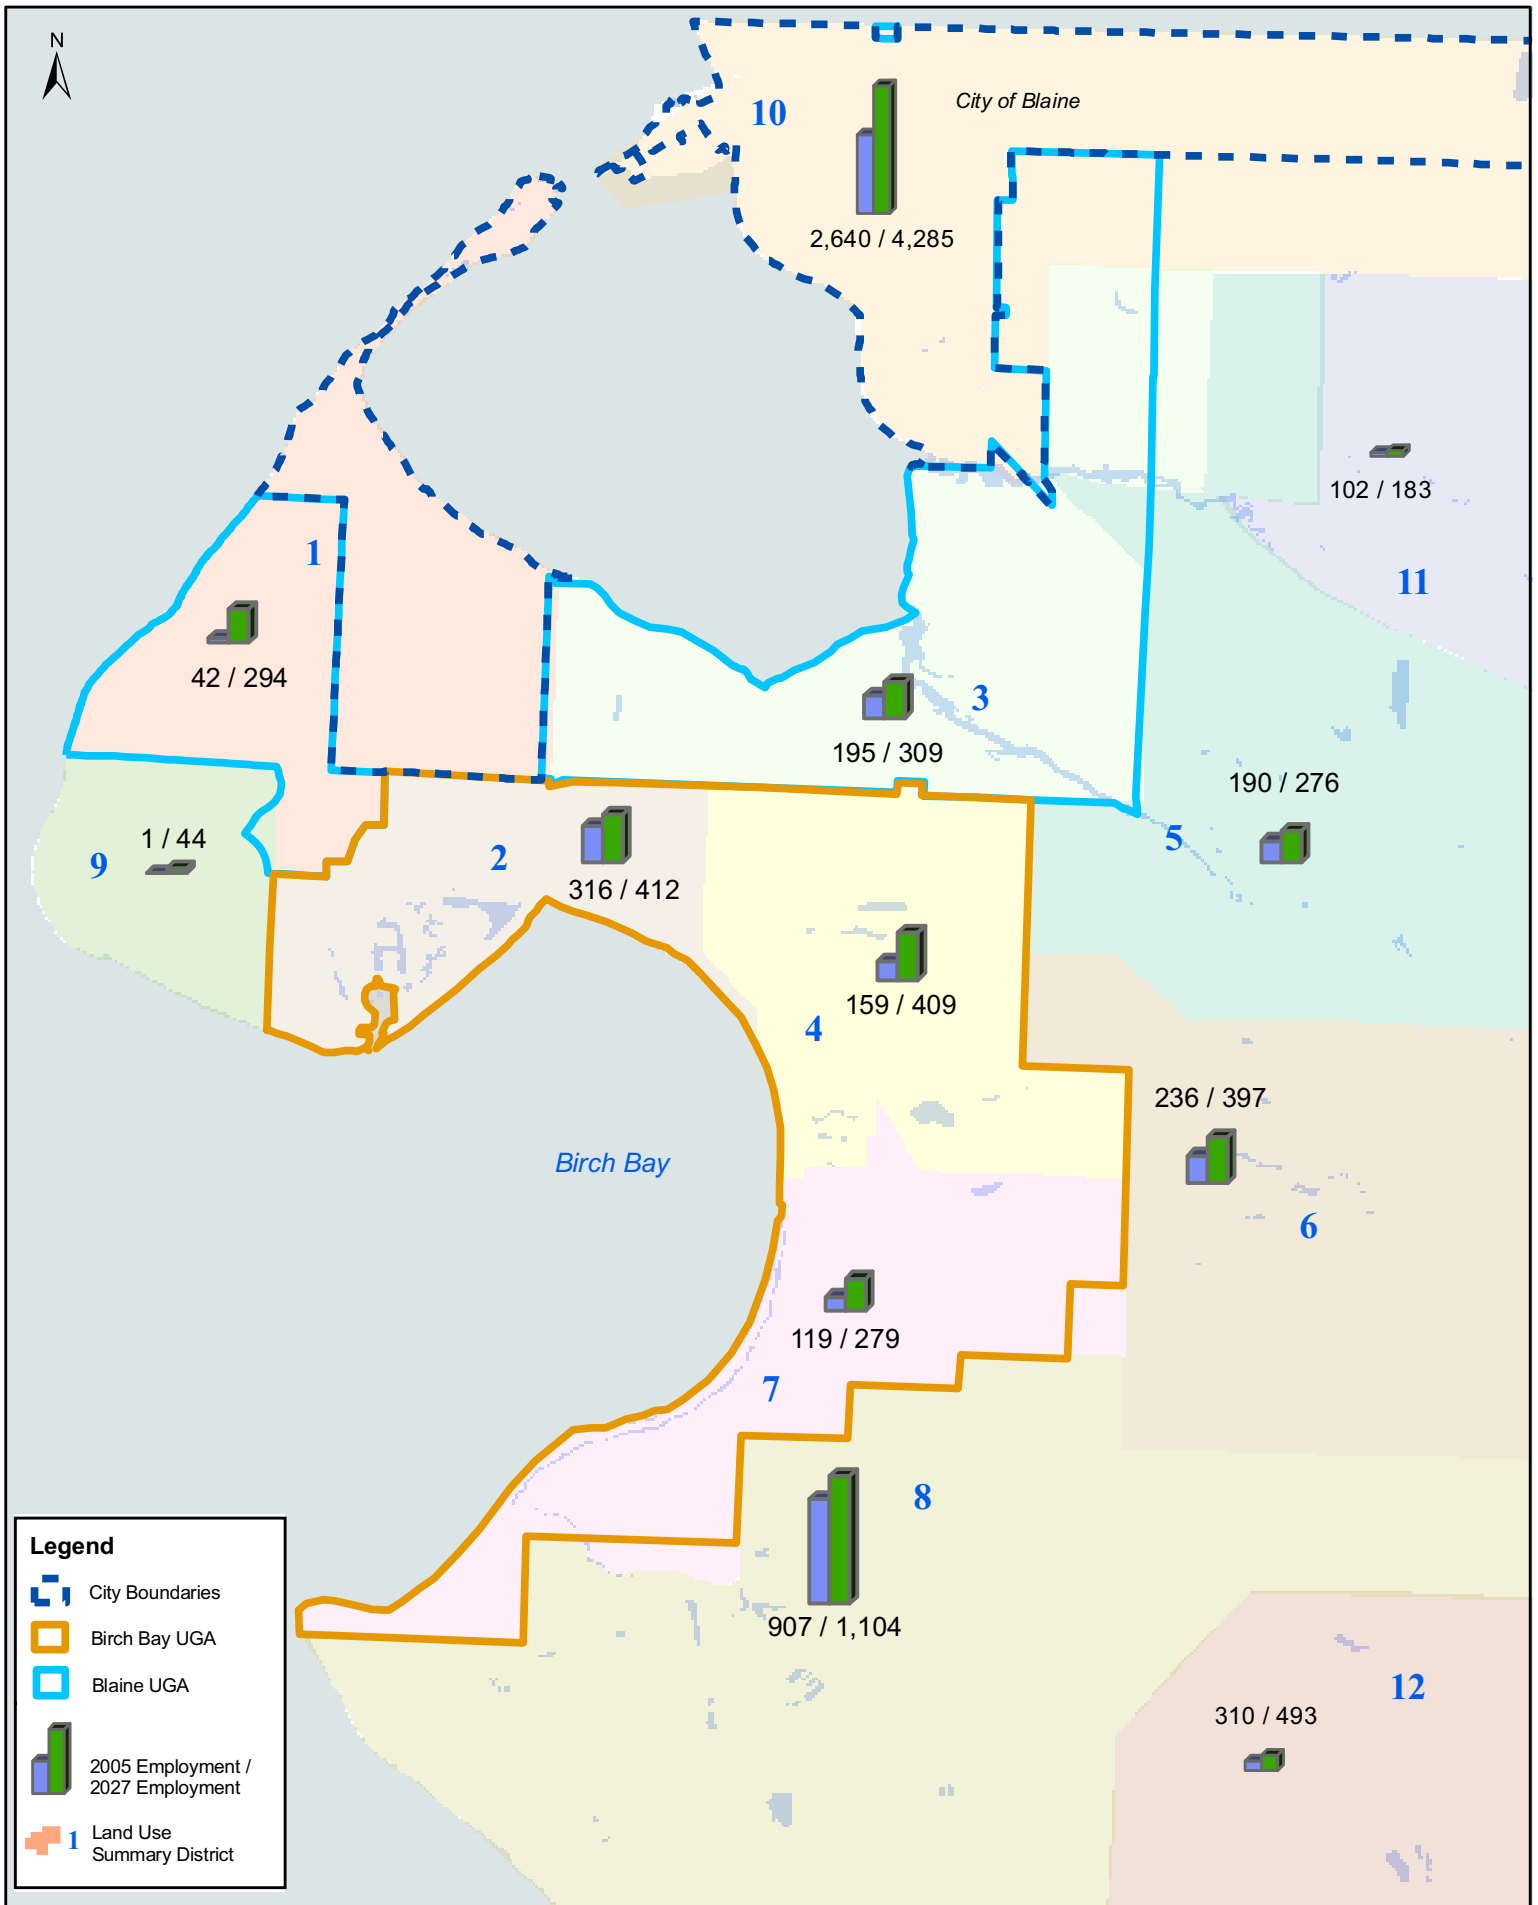 N
10
City of Blaine
2,640 / 4,285
102 / 183
11
1
42 / 294
3
195 / 309
190 / 276
5
1 / 44
9
2
316 / 412
159 / 409
4
236 / 397
6
Birch Bay
119 / 279
7
8
907 / 1,104
12
310 / 493
Legend
City Boundaries
Birch Bay UGA
Blaine UGA
2005 Employment /
2027 Employment
1
Land Use
Summary District